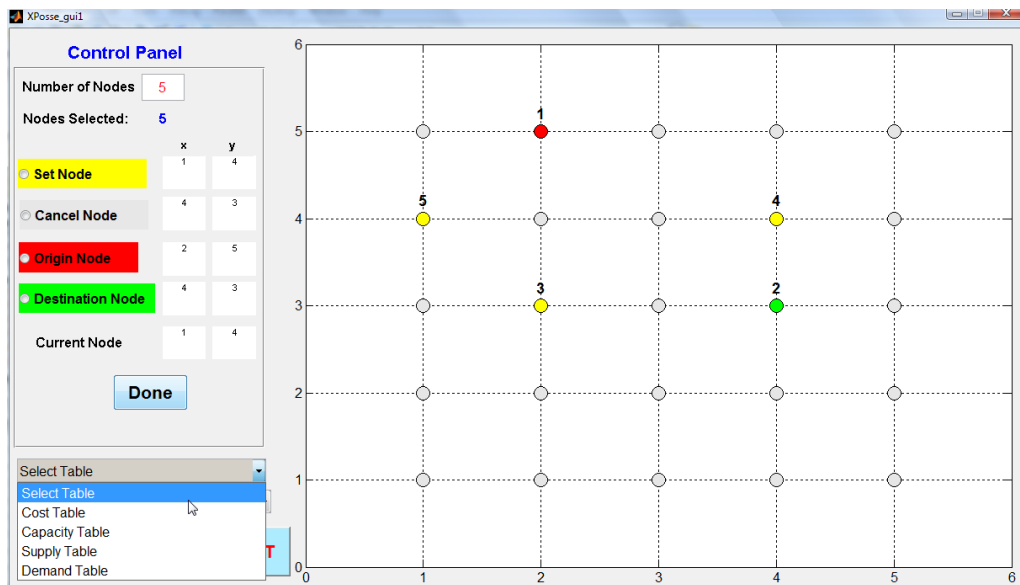 XPosse_gui1
Control Panel
Number of Nodes 5
Nodes Selected: 5
x y
Set Node 1 4
Cancel Node 4 3
Origin Node 2 5
Destination Node 4 3
Current Node 1 4
Done
Select Table
Select Table
Cost Table
Capacity Table
Supply Table
Demand Table
T
6
5
4
3
2
1
0
0 1 2 3 4 5 6
1
5
4
3
2